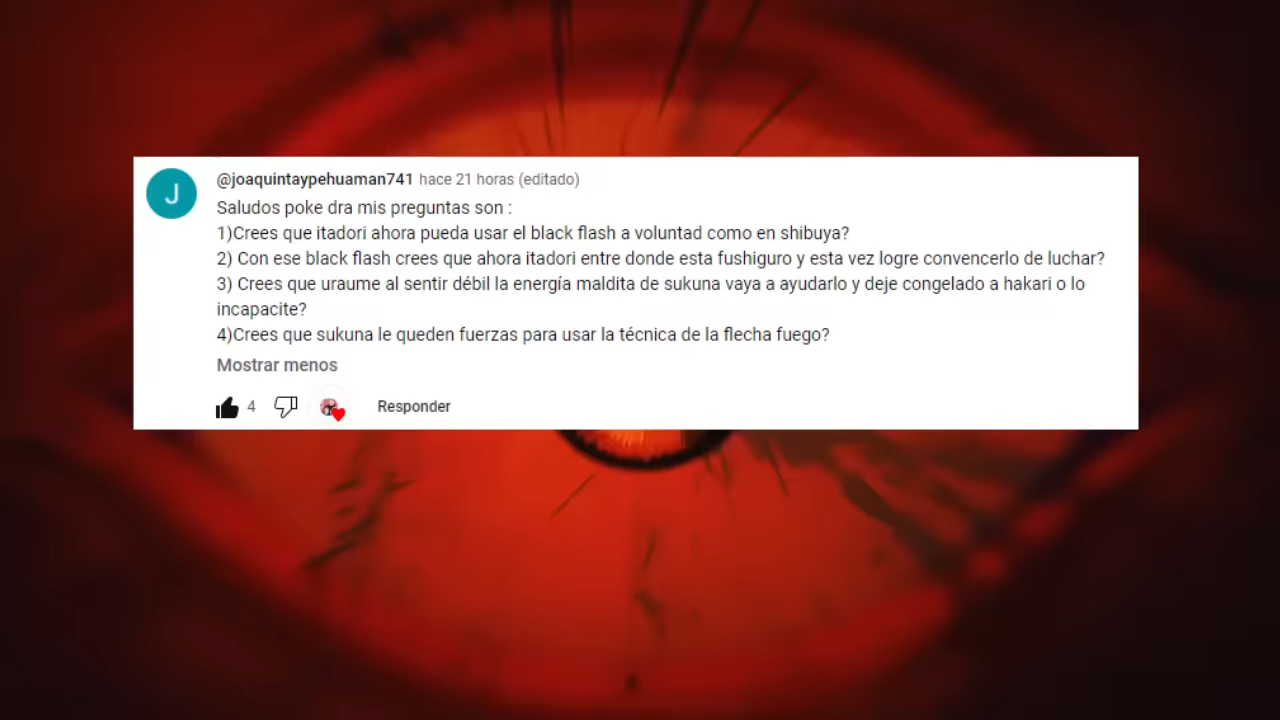 J
@joaquintaypehuaman741 hace 21 horas (editado)
Saludos poke dra mis preguntas son :
1)Crees que itadori ahora pueda usar el black flash a voluntad como en shibuya?
2) Con ese black flash crees que ahora itadori entre donde esta fushiguro y esta vez logre convencerlo de luchar?
3) Crees que uraume al sentir débil la energía maldita de sukuna vaya a ayudarlo y deje congelado a hakari o lo
incapacite?
4)Crees que sukuna le queden fuerzas para usar la técnica de la flecha fuego?
Mostrar menos
4 Responder